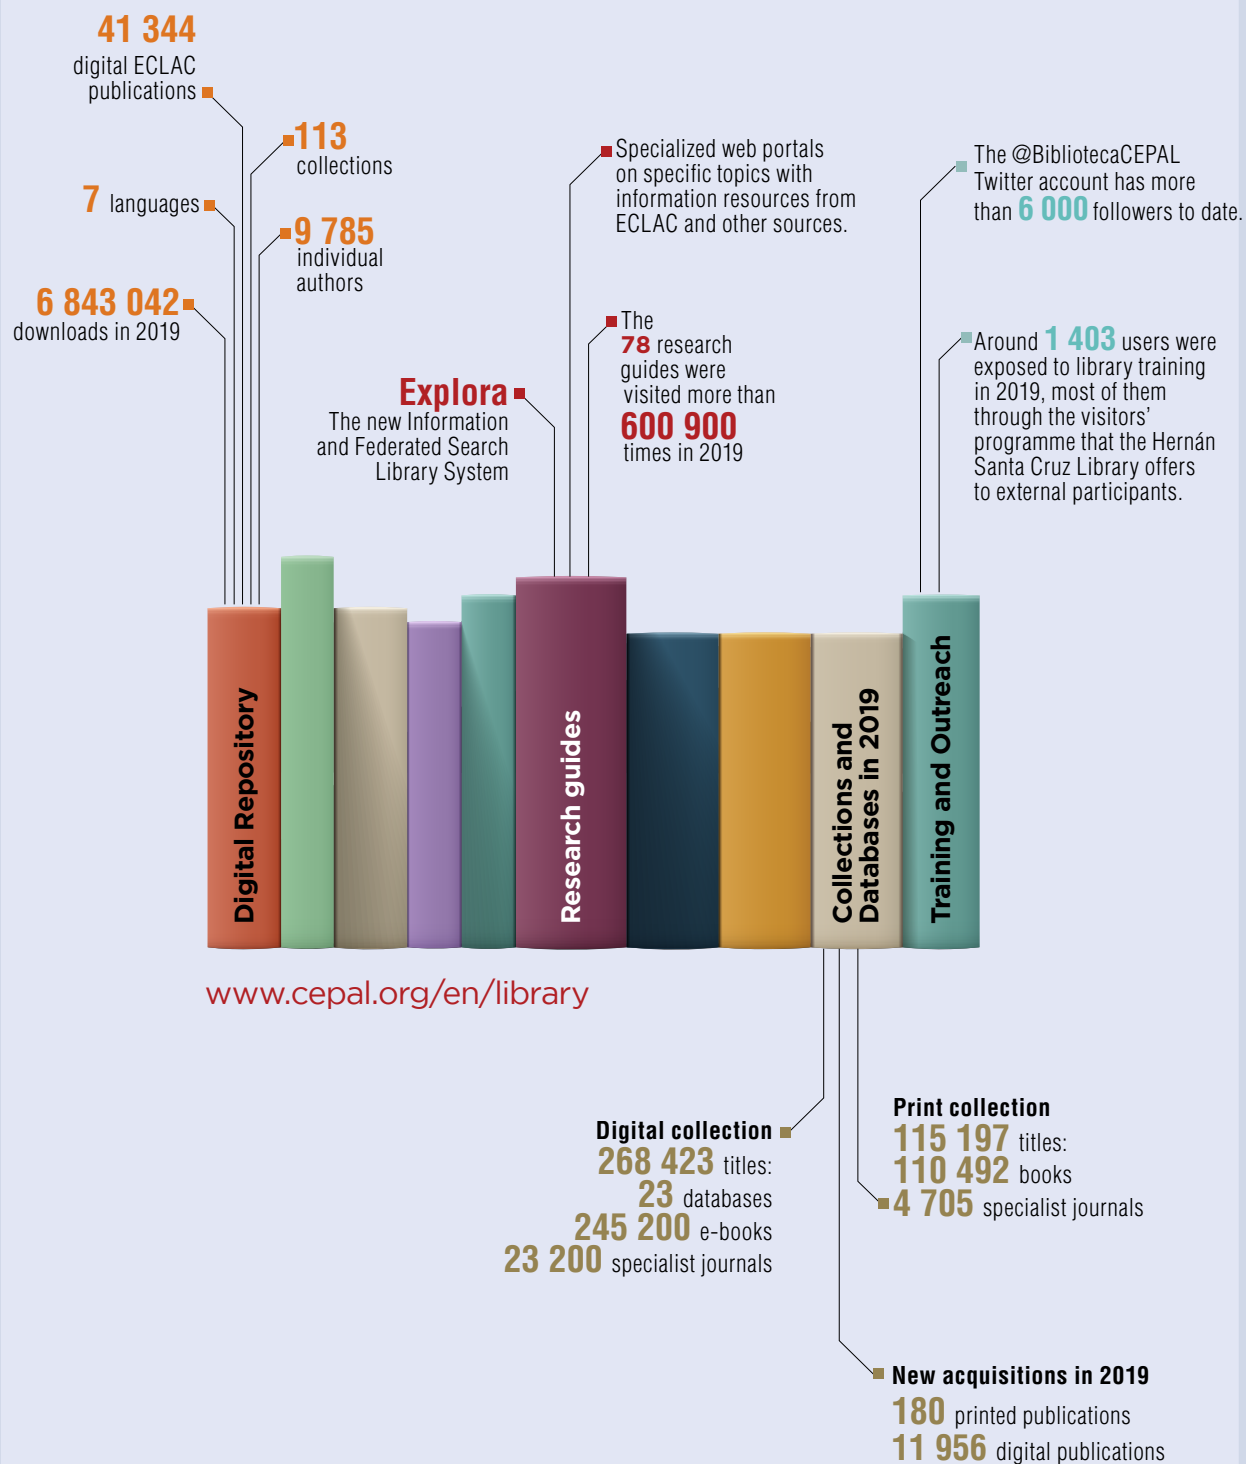 41 344
digital ECLAC
publications
113
collections
7 languages
9 785
individual
authors
6 843 042
downloads in 2019
Explora
The new Information
and Federated Search
Library System
Specialized web portals
on specific topics with
information resources from
ECLAC and other sources.
The
78 research
guides were
visited more than
600 900
times in 2019
The @BibliotecaCEPAL
Twitter account has more
than 6 000 followers to date.
Around 1 403 users were
exposed to library training
in 2019, most of them
through the visitors’
programme that the Hernán
Santa Cruz Library offers
to external participants.
Digital Repository
Research guides
Collections and
Databases in 2019
Training and Outreach
www.cepal.org/en/library
Digital collection
268 423 titles:
23 databases
245 200 e-books
23 200 specialist journals
Print collection
115 197 titles:
110 492 books
4 705 specialist journals
New acquisitions in 2019
180 printed publications
11 956 digital publications